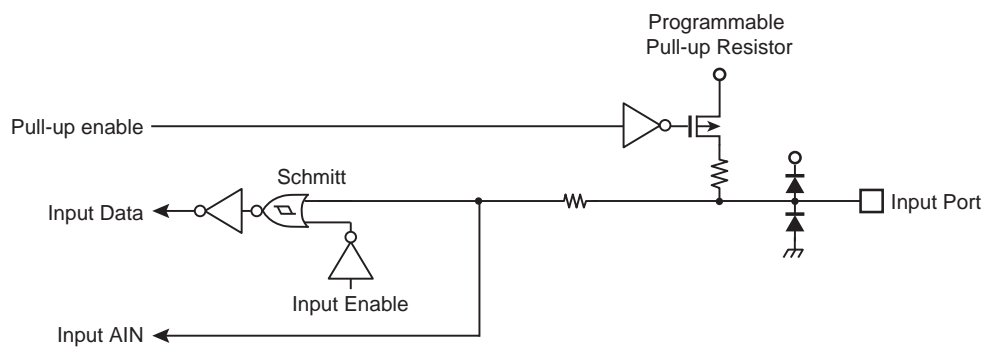 Programmable
Pull-up Resistor
Pull-up enable
Schmitt
Input Data
Input Port
Input Enable
Input AIN